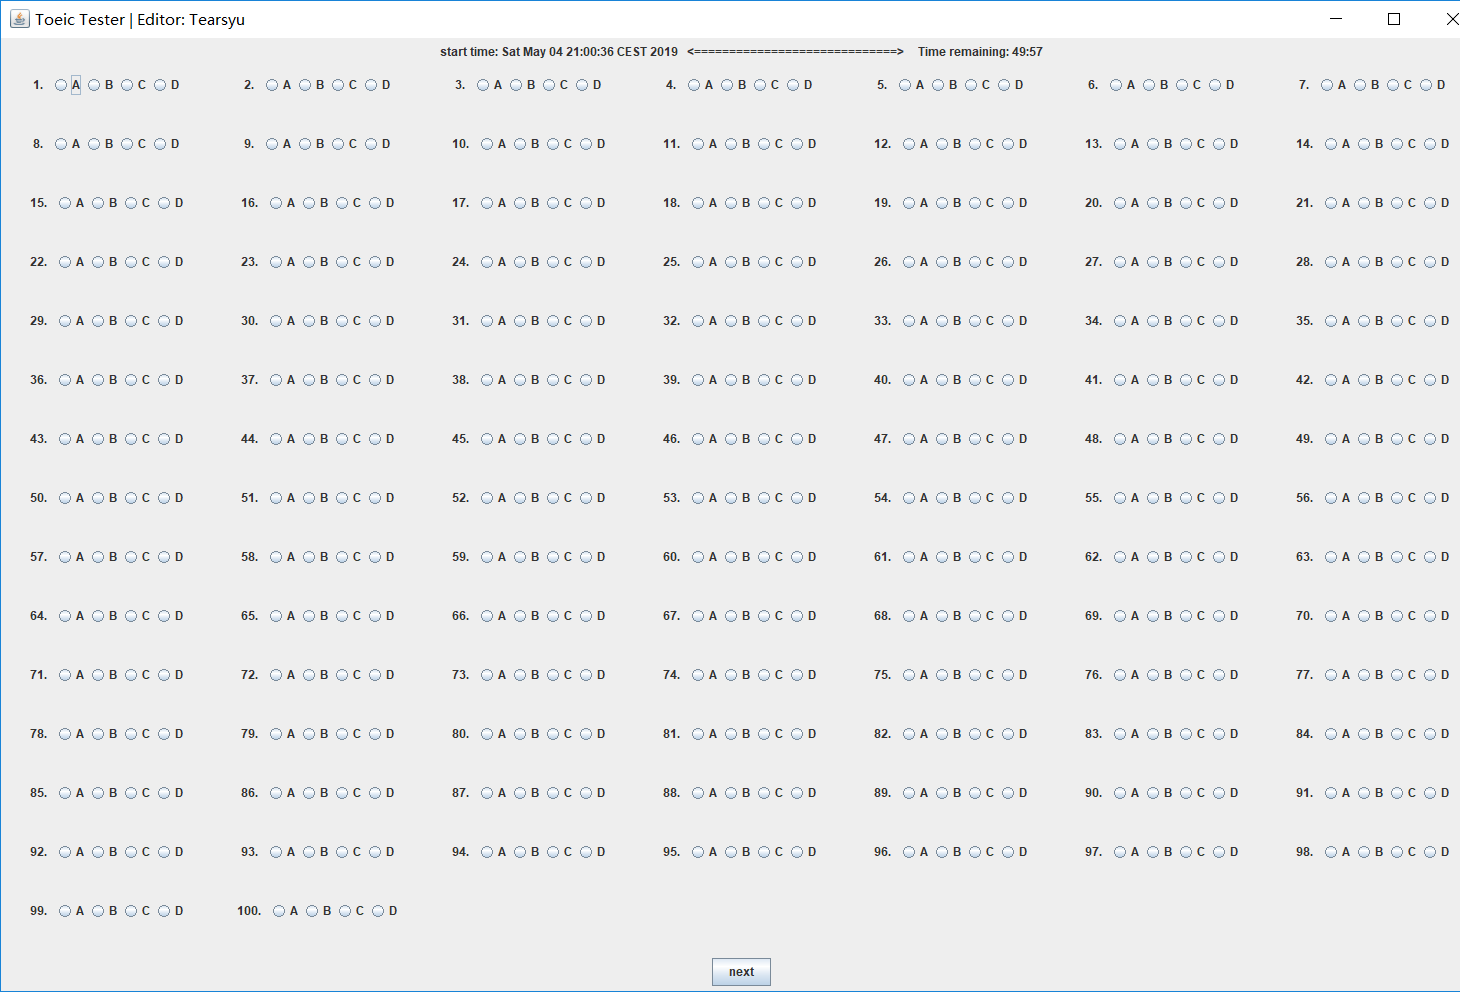 Toeic Tester | Editor: Tearsyu
start time: Sat May 04 21:00:36 CEST 2019 <=============================> Time remaining: 49:57
1. A B C D 2. A B C D 3. A B C D 4. A B C D 5. A B C D 6. A B C D 7. A B C D
8. A B C D 9. A B C D 10. A B C D 11. A B C D 12. A B C D 13. A B C D 14. A B C D
15. A B C D 16. A B C D 17. A B C D 18. A B C D 19. A B C D 20. A B C D 21. A B C D
22. A B C D 23. A B C D 24. A B C D 25. A B C D 26. A B C D 27. A B C D 28. A B C D
29. A B C D 30. A B C D 31. A B C D 32. A B C D 33. A B C D 34. A B C D 35. A B C D
36. A B C D 37. A B C D 38. A B C D 39. A B C D 40. A B C D 41. A B C D 42. A B C D
43. A B C D 44. A B C D 45. A B C D 46. A B C D 47. A B C D 48. A B C D 49. A B C D
50. A B C D 51. A B C D 52. A B C D 53. A B C D 54. A B C D 55. A B C D 56. A B C D
57. A B C D 58. A B C D 59. A B C D 60. A B C D 61. A B C D 62. A B C D 63. A B C D
64. A B C D 65. A B C D 66. A B C D 67. A B C D 68. A B C D 69. A B C D 70. A B C D
71. A B C D 72. A B C D 73. A B C D 74. A B C D 75. A B C D 76. A B C D 77. A B C D
78. A B C D 79. A B C D 80. A B C D 81. A B C D 82. A B C D 83. A B C D 84. A B C D
85. A B C D 86. A B C D 87. A B C D 88. A B C D 89. A B C D 90. A B C D 91. A B C D
92. A B C D 93. A B C D 94. A B C D 95. A B C D 96. A B C D 97. A B C D 98. A B C D
99. A B C D 100. A B C D
next